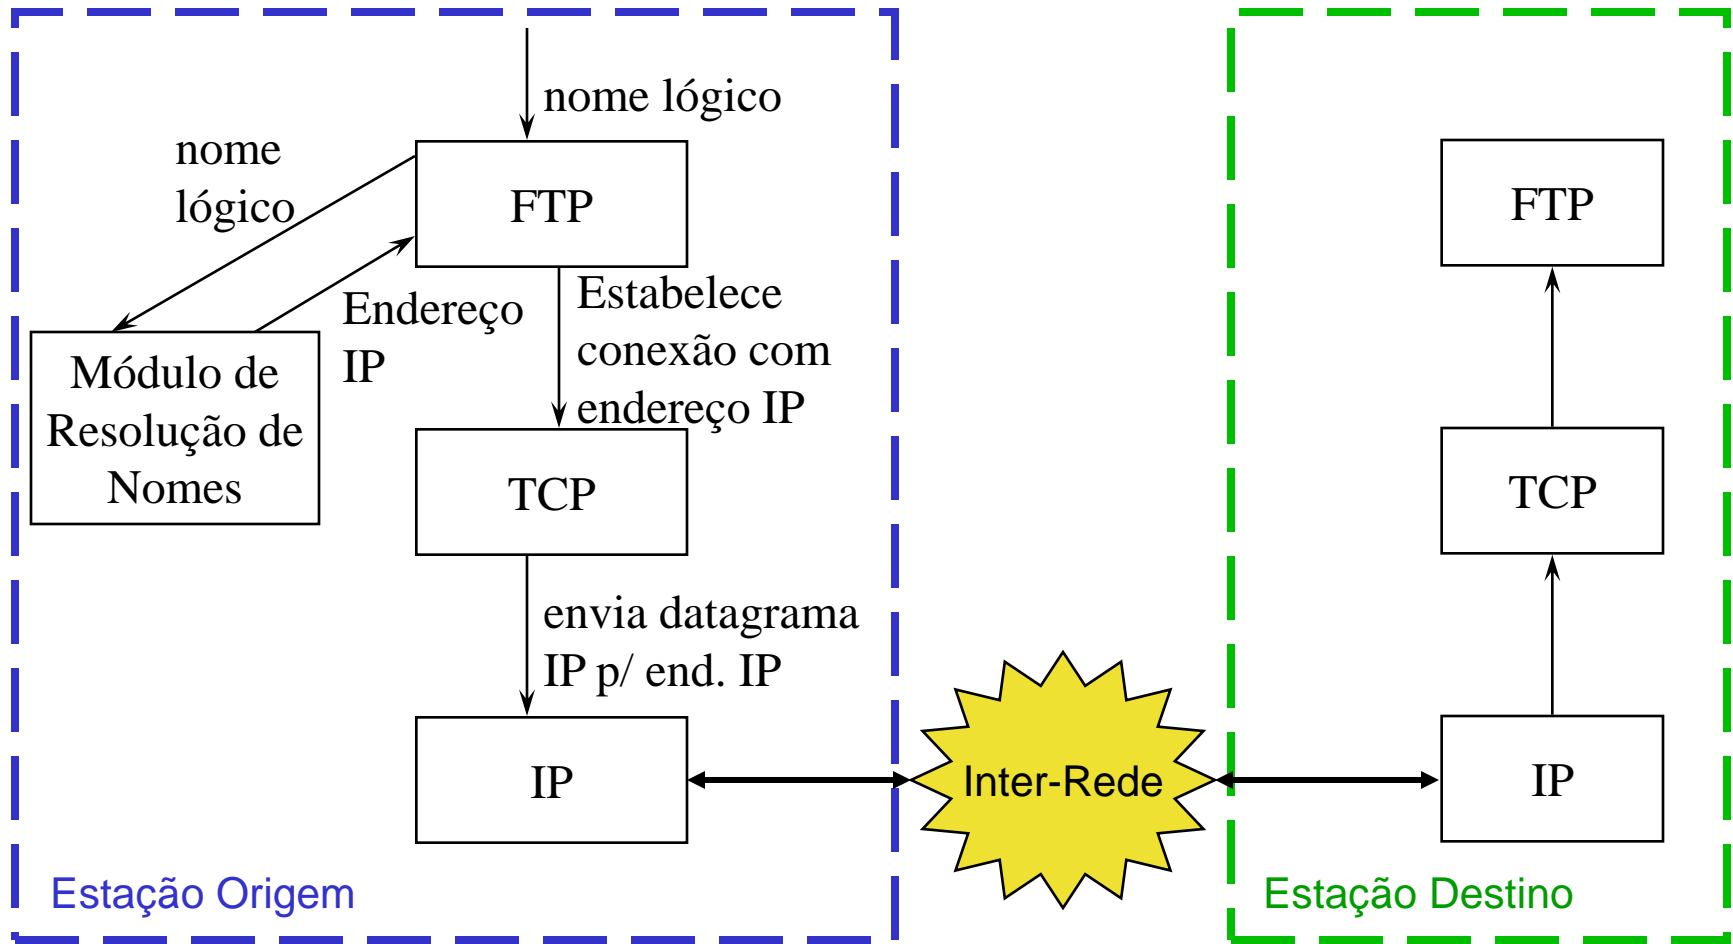 nome lógico
nome
lógico
FTP
Endereço
IP
Estabelece
conexão com
endereço IP
Módulo de
Resolução de
Nomes
TCP
envia datagrama
IP p/ end. IP
IP
Estação Origem
Inter-Rede
FTP
TCP
IP
Estação Destino